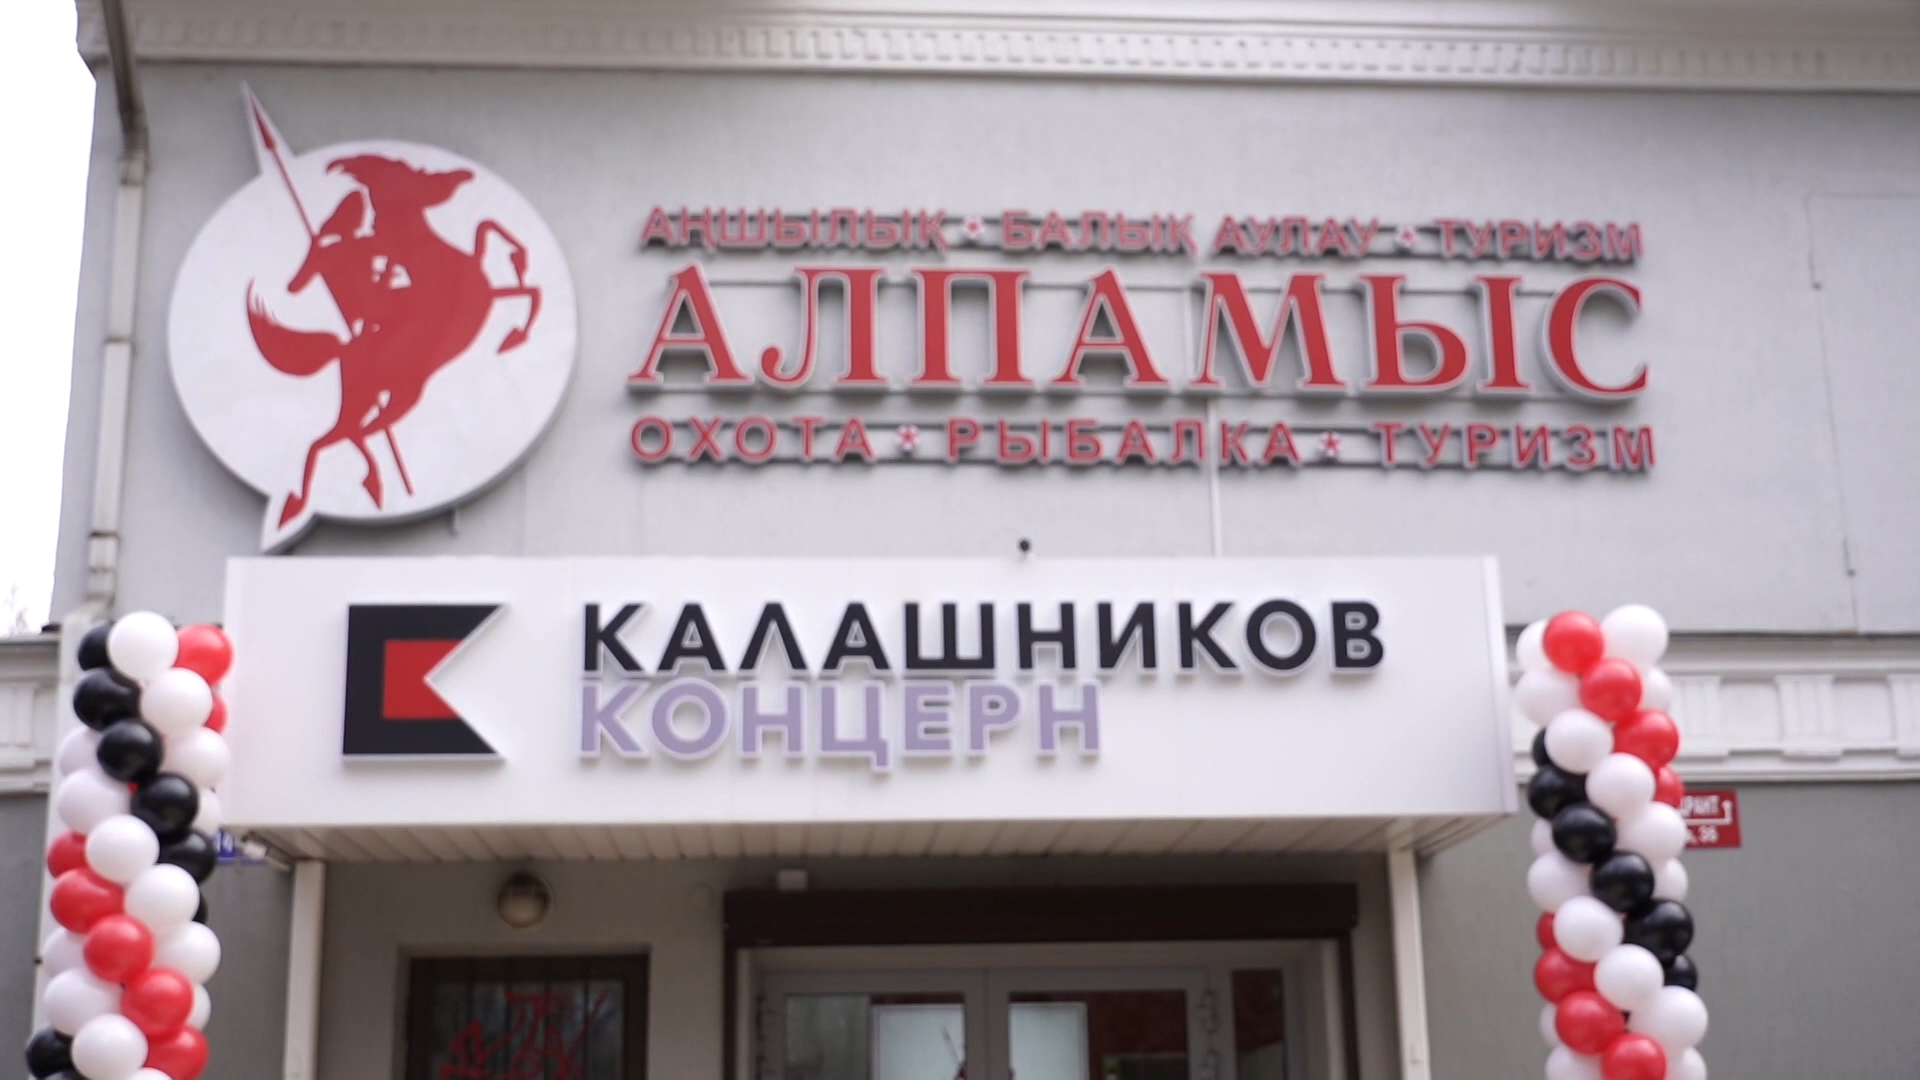 АҢШЫЛЫҚ * БАЛЫҚ АУЛАУ * ТУРИЗМ
АЛПАМЫС
ОХОТА * РЫБАЛКА * ТУРИЗМ
КАЛАШНИКОВ
КОНЦЕРН